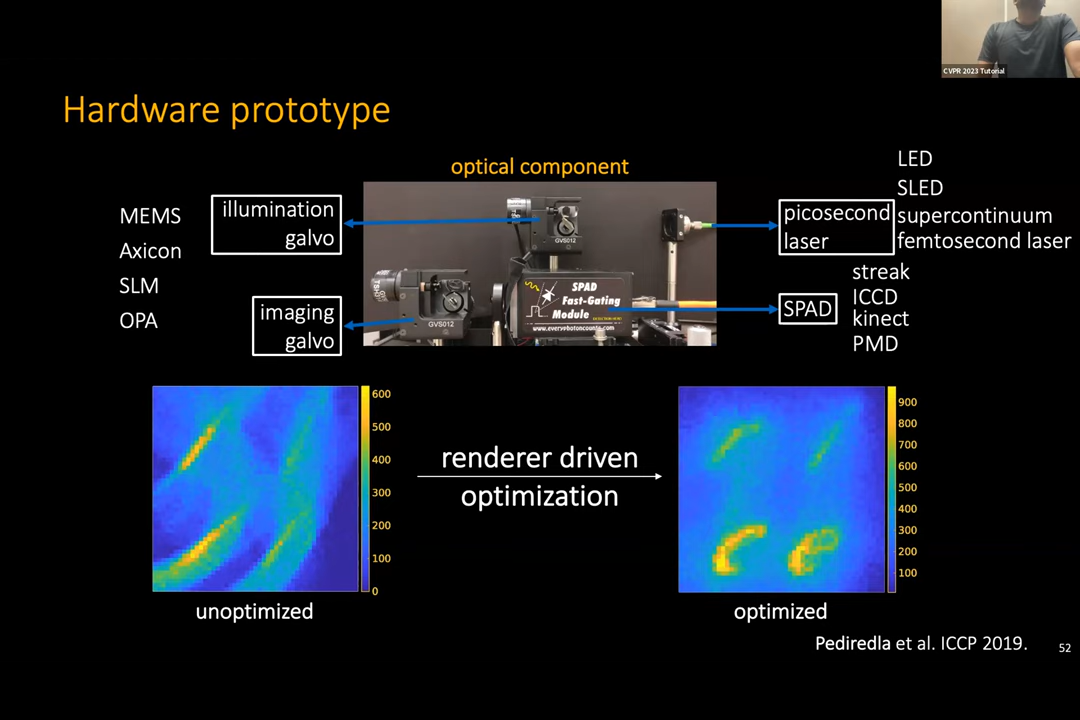 CVPR 2023 Tutorial
Hardware prototype
optical component
MEMS
Axicon
SLM
OPA
illumination
galvo
imaging
galvo
GVS012
GVS012
SPAD
Fast-Gating
Module
www.everyphotoncounts.com
picosecond
laser
LED
SLED
supercontinuum
femtosecond laser
SPAD
streak
ICCD
kinect
PMD
600
500
400
300
200
100
0
unoptimized
renderer driven
optimization
900
800
700
600
500
400
300
200
100
optimized
Pediredla et al. ICCP 2019.
52